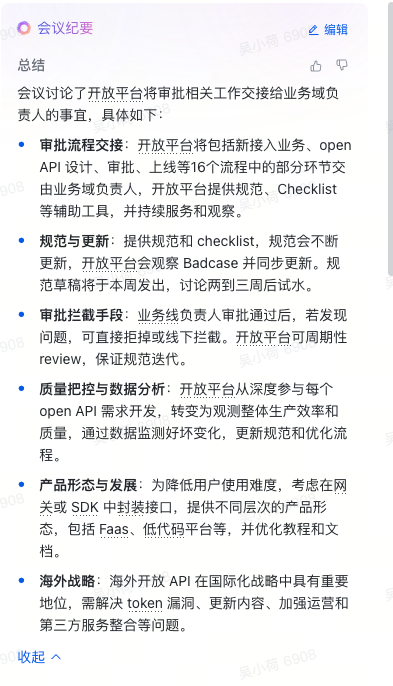 会议纪要
编辑
总结
会议讨论了开放平台将审批相关工作交接给业务域负
责人的事宜，具体如下：
• 审批流程交接：开放平台将包括新接入业务、open
API 设计、审批、上线等16个流程中的部分环节交
由业务域负责人，开放平台提供规范、Checklist
等辅助工具，并持续服务和观察。
• 规范与更新：提供规范和 checklist，规范会不断
更新，开放平台会观察 Badcase 并同步更新。规
范草稿将于本周发出，讨论两到三周后试水。
• 审批拦截手段：业务线负责人审批通过后，若发现
问题，可直接拒掉或线下拦截。开放平台可周期性
review，保证规范迭代。
• 质量把控与数据分析：开放平台从深度参与每个
open API 需求开发，转变为观测整体生产效率和
质量，通过数据监测好坏变化，更新规范和优化流
程。
• 产品形态与发展：为降低用户使用难度，考虑在网
关或 SDK 中封装接口，提供不同层次的产品形
态，包括 Faas、低代码平台等，并优化教程和文
档。
• 海外战略：海外开放 API 在国际化战略中具有重要
地位，需解决 token 漏洞、更新内容、加强运营和
第三方服务整合等问题。
收起
吴小荷 6908